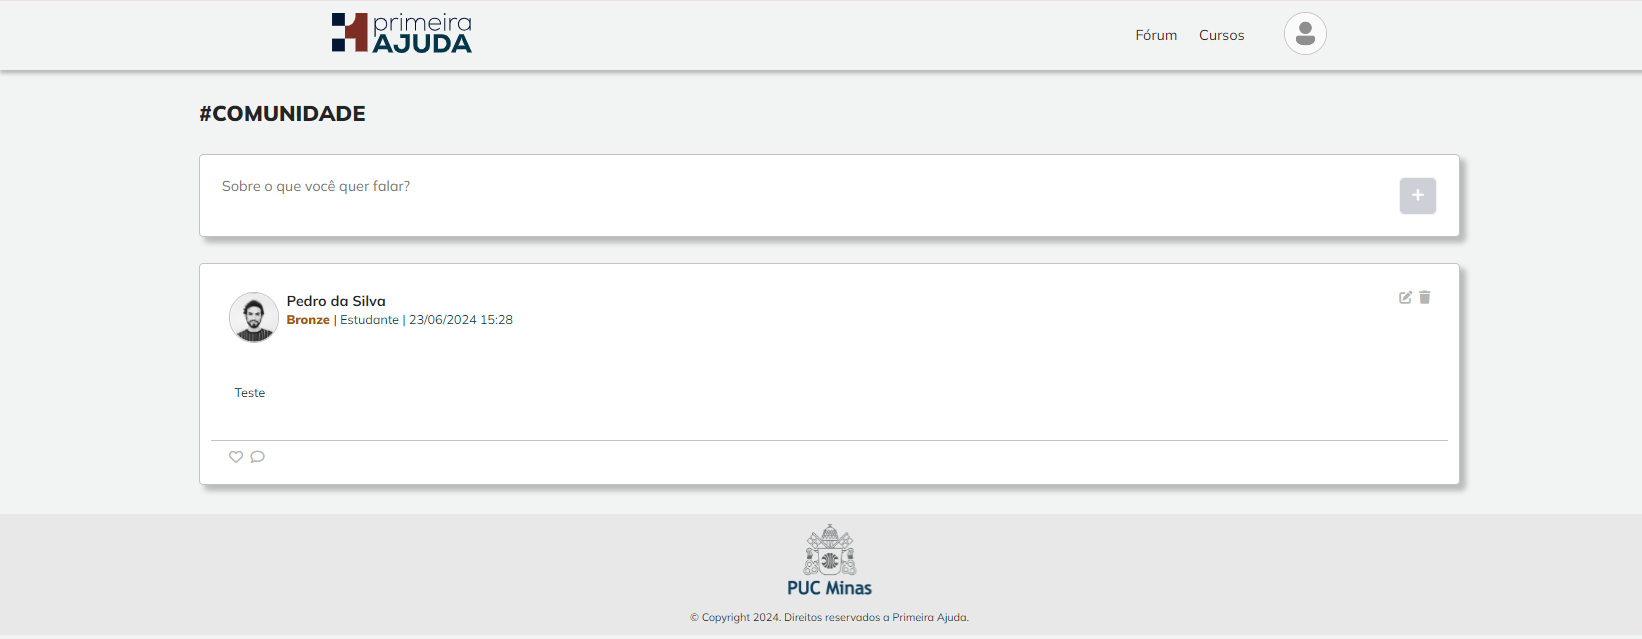 primeira
AJUDA
Fórum Cursos
#COMUNIDADE
Sobre o que você quer falar?
+
Pedro da Silva
Bronze | Estudante | 23/06/2024 15:28
Teste
PUC Minas
© Copyright 2024. Direitos reservados a Primeira Ajuda.